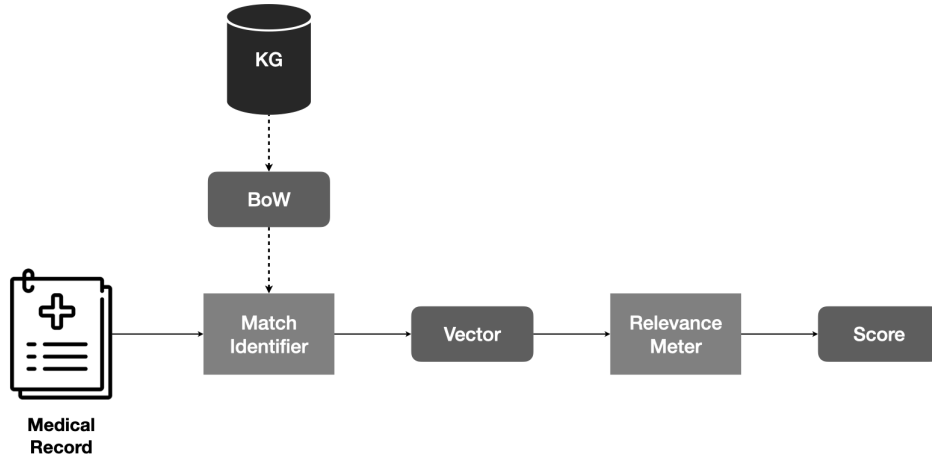 KG
BoW
Match
Identifier
Vector
Relevance
Meter
Score
Medical
Record